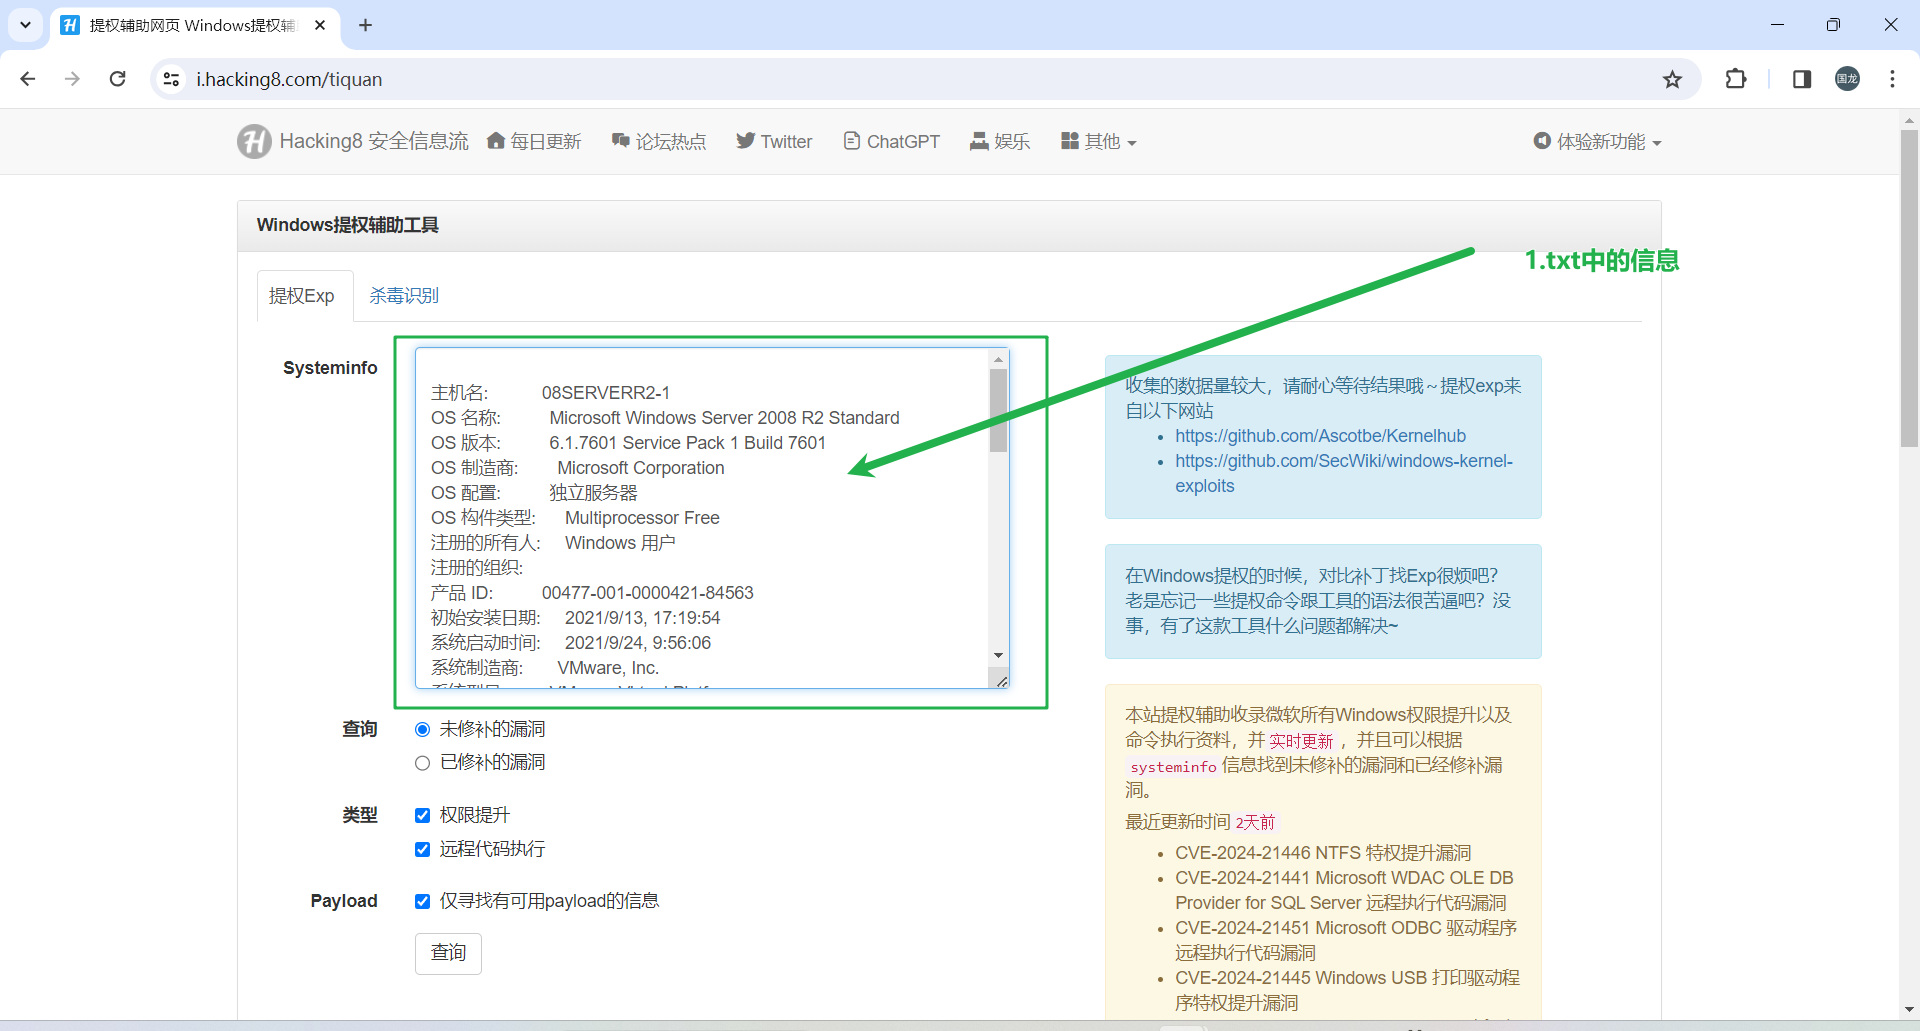 提权辅助网页 Windows提权辅
i.hacking8.com/tiquan
国龙
Hacking8 安全信息流
每日更新
论坛热点
Twitter
ChatGPT
娱乐
其他
体验新功能
Windows提权辅助工具
1.txt中的信息
提权Exp
杀毒识别
Systeminfo
主机名: 08SERVERR2-1
OS 名称: Microsoft Windows Server 2008 R2 Standard
OS 版本: 6.1.7601 Service Pack 1 Build 7601
OS 制造商: Microsoft Corporation
OS 配置: 独立服务器
OS 构件类型: Multiprocessor Free
注册的所有人: Windows 用户
注册的组织:
产品 ID: 00477-001-0000421-84563
初始安装日期: 2021/9/13, 17:19:54
系统启动时间: 2021/9/24, 9:56:06
系统制造商: VMware, Inc.
查询
未修补的漏洞
已修补的漏洞
类型
权限提升
远程代码执行
Payload
仅寻找有可用payload的信息
查询
收集的数据量较大，请耐心等待结果哦～提权exp来
自以下网站
https://github.com/Ascotbe/Kernelhub
https://github.com/SecWiki/windows-kernel-
exploits
在Windows提权的时候，对比补丁找Exp很烦吧？
老是忘记一些提权命令跟工具的语法很苦逼吧？没
事，有了这款工具什么问题都解决~
本站提权辅助收录微软所有Windows权限提升以及
命令执行资料，并 实时更新 ，并且可以根据
systeminfo 信息找到未修补的漏洞和已经修补漏
洞。
最近更新时间 2天前
CVE-2024-21446 NTFS 特权提升漏洞
CVE-2024-21441 Microsoft WDAC OLE DB
Provider for SQL Server 远程执行代码漏洞
CVE-2024-21451 Microsoft ODBC 驱动程序
远程执行代码漏洞
CVE-2024-21445 Windows USB 打印驱动程
序特权提升漏洞